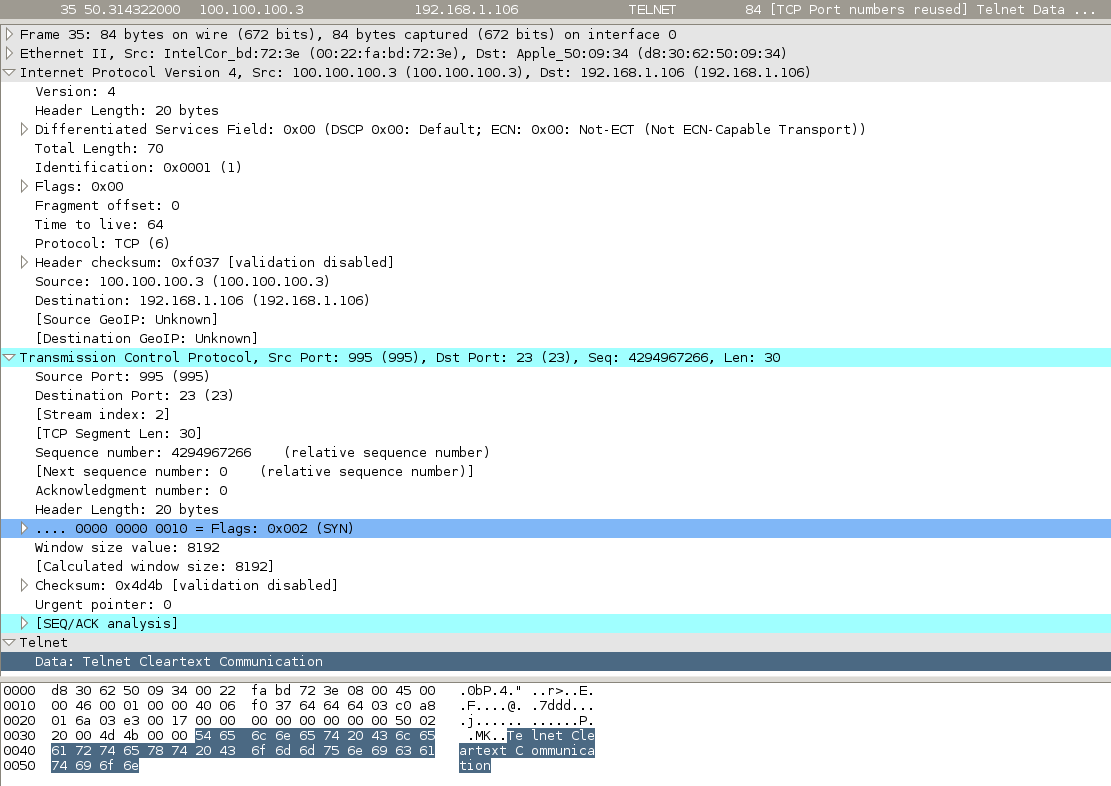 35 50.314322000 100.100.100.3 192.168.1.106 TELNET 84 [TCP Port numbers reused] Telnet Data ...
Frame 35: 84 bytes on wire (672 bits), 84 bytes captured (672 bits) on interface 0
Ethernet II, Src: IntelCor_bd:72:3e (00:22:fa:bd:72:3e), Dst: Apple_50:09:34 (d8:30:62:50:09:34)
Internet Protocol Version 4, Src: 100.100.100.3 (100.100.100.3), Dst: 192.168.1.106 (192.168.1.106)
Version: 4
Header Length: 20 bytes
Differentiated Services Field: 0x00 (DSCP 0x00: Default; ECN: 0x00: Not-ECT (Not ECN-Capable Transport))
Total Length: 70
Identification: 0x0001 (1)
Flags: 0x00
Fragment offset: 0
Time to live: 64
Protocol: TCP (6)
Header checksum: 0xf037 [validation disabled]
Source: 100.100.100.3 (100.100.100.3)
Destination: 192.168.1.106 (192.168.1.106)
[Source GeoIP: Unknown]
[Destination GeoIP: Unknown]
Transmission Control Protocol, Src Port: 995 (995), Dst Port: 23 (23), Seq: 4294967266, Len: 30
Source Port: 995 (995)
Destination Port: 23 (23)
[Stream index: 2]
[TCP Segment Len: 30]
Sequence number: 4294967266 (relative sequence number)
[Next sequence number: 0 (relative sequence number)]
Acknowledgment number: 0
Header Length: 20 bytes
.... 0000 0000 0010 = Flags: 0x002 (SYN)
Window size value: 8192
[Calculated window size: 8192]
Checksum: 0x4d4b [validation disabled]
Urgent pointer: 0
[SEQ/ACK analysis]
Telnet
Data: Telnet Cleartext Communication
0000 d8 30 62 50 09 34 00 22 fa bd 72 3e 08 00 45 00 .0bP.4." ..r>..E.
0010 00 46 00 01 00 00 40 06 f0 37 64 64 64 03 c0 a8 .F....@. .7ddd...
0020 01 6a 03 e3 00 17 00 00 00 00 00 00 00 00 50 02 .j...... ......P.
0030 20 00 4d 4b 00 00 54 65 6c 6e 65 74 20 43 6c 65 .MK..Te lnet Cle
0040 61 72 74 65 78 74 20 43 6f 6d 6d 75 6e 69 63 61 artext C ommunica
0050 74 69 6f 6e tion